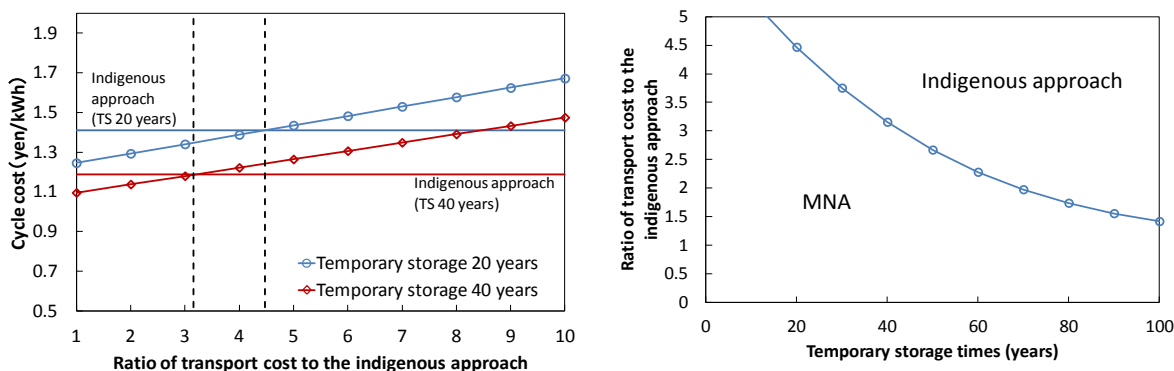 1.9
1.7
1.5
1.3
1.1
0.9
0.7
0.5
Cycle cost (yen/kWh)
Indigenous
approach
(TS 20 years)
Indigenous approach
(TS 40 years)
Temporary storage 20 years
Temporary storage 40 years
1 2 3 4 5 6 7 8 9 10
Ratio of transport cost to the indigenous approach
5
4.5
4
3.5
3
2.5
2
1.5
1
0.5
0
Ratio of transport cost to the
indigenous approach
Indigenous approach
MNA
0 20 40 60 80 100
Temporary storage times (years)